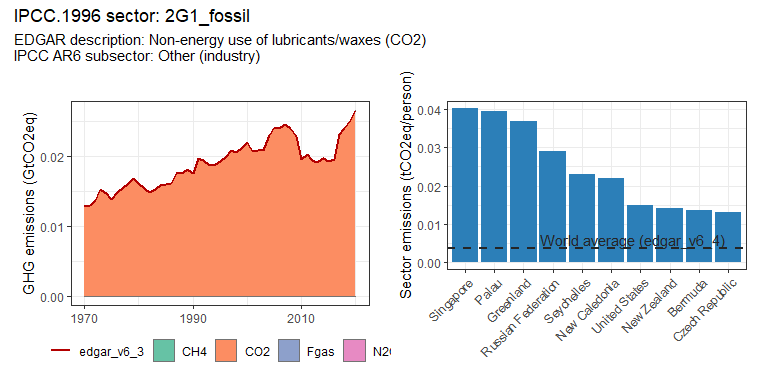 IPCC.1996 sector: 2G1_fossil
EDGAR description: Non-energy use of lubricants/waxes (CO2)
IPCC AR6 subsector: Other (industry)
GHG emissions (GtCO2eq)
0.02
0.01
0.00
1970
1990
2010
edgar_v6_3
CH4
CO2
Fgas
N2
Sector emissions (tCO2eq/person)
0.04
0.03
0.02
0.01
0.00
World average (edgar_v6_4)
Singapore
Palau
Greenland
Russian Federation
Seychelles
New Caledonia
United States
New Zealand
Bermuda
Czech Republic